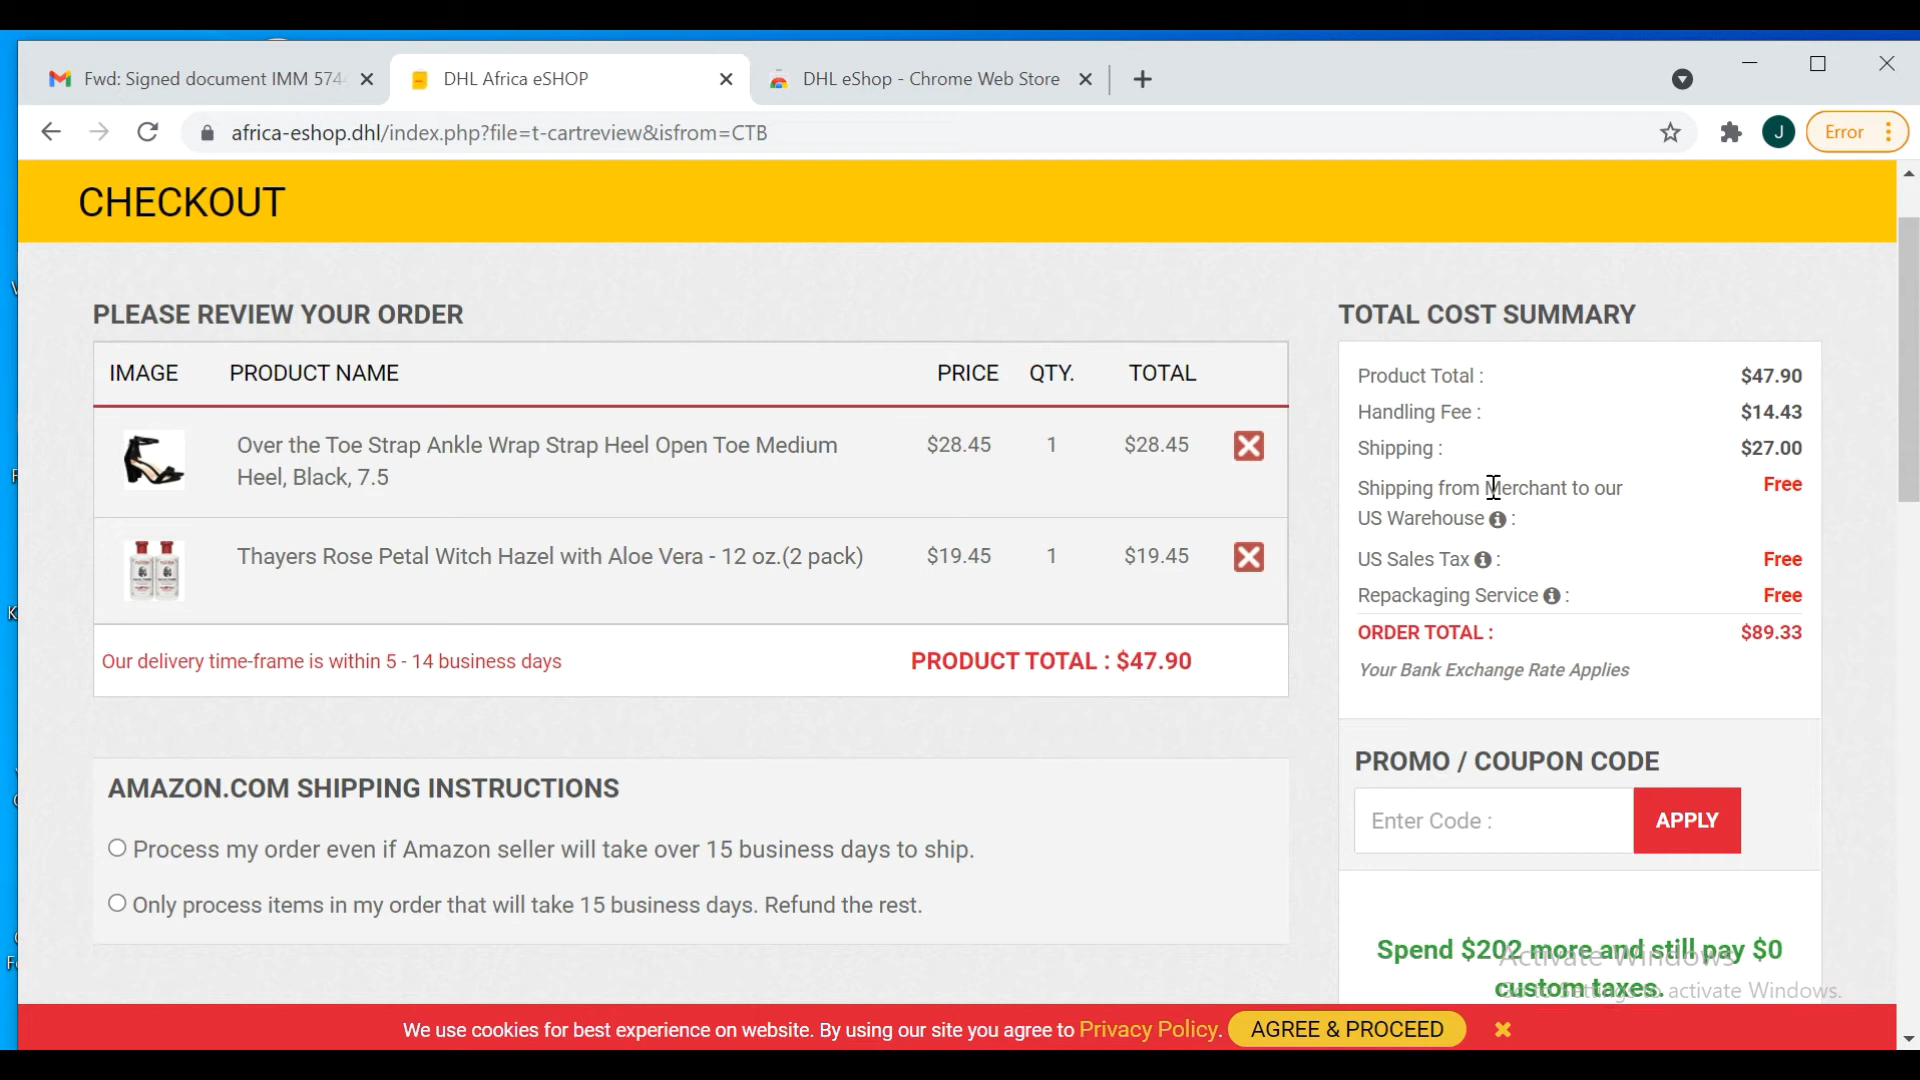 Fwd: Signed document IMM 574
DHL Africa eSHOP
DHL eShop - Chrome Web Store
africa-eshop.dhl/index.php?file=t-cartreview&isfrom=CTB
J
Error
CHECKOUT
PLEASE REVIEW YOUR ORDER
IMAGE PRODUCT NAME PRICE QTY. TOTAL
Over the Toe Strap Ankle Wrap Strap Heel Open Toe Medium $28.45 1 $28.45
Heel, Black, 7.5
Thayers Rose Petal Witch Hazel with Aloe Vera - 12 oz.(2 pack) $19.45 1 $19.45
Our delivery time-frame is within 5 - 14 business days PRODUCT TOTAL : $47.90
AMAZON.COM SHIPPING INSTRUCTIONS
Process my order even if Amazon seller will take over 15 business days to ship.
Only process items in my order that will take 15 business days. Refund the rest.
TOTAL COST SUMMARY
Product Total : $47.90
Handling Fee : $14.43
Shipping : $27.00
Shipping from Merchant to our Free
US Warehouse :
US Sales Tax : Free
Repackaging Service : Free
ORDER TOTAL : $89.33
Your Bank Exchange Rate Applies
PROMO / COUPON CODE
Enter Code : APPLY
Spend $202 more and still pay $0
custom taxes.
Activate Windows
Go to Settings to activate Windows.
We use cookies for best experience on website. By using our site you agree to Privacy Policy. AGREE & PROCEED